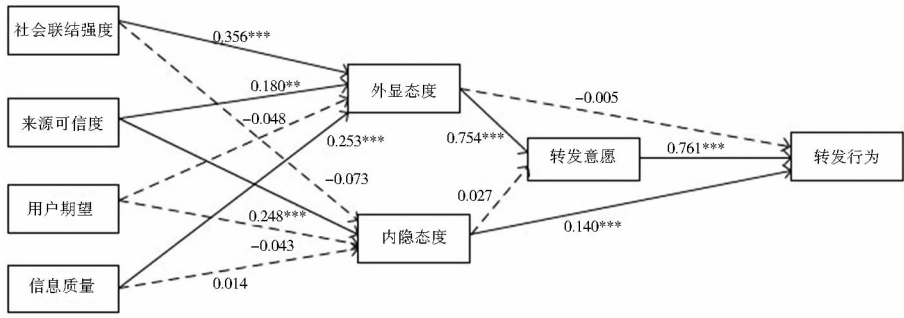 社会联结强度
0.356***
外显态度
0.180**
-0.005
来源可信度
-0.048
0.253***
0.754***
转发意愿
0.761***
转发行为
-0.073
0.027
用户期望
0.248***
内隐态度
0.140***
-0.043
信息质量
0.014